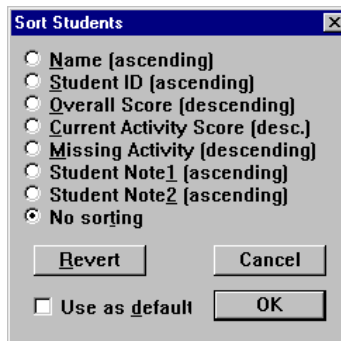 Sort Students
Name (ascending)
Student ID (ascending)
Overall Score (descending)
Current Activity Score (desc.)
Missing Activity (descending)
Student Note1 (ascending)
Student Note2 (ascending)
No sorting
Revert Cancel
Use as default OK